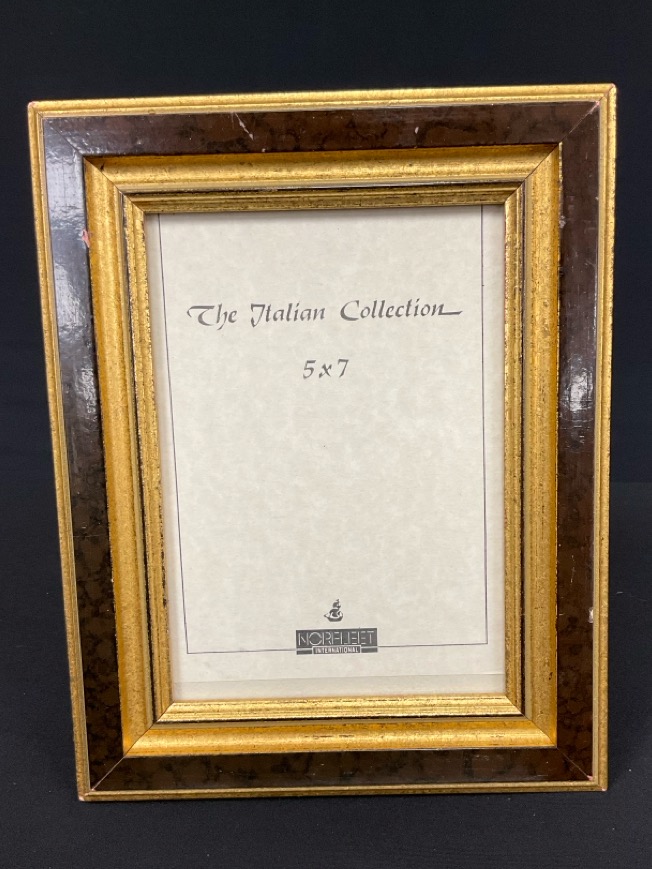 The Italian Collection
5x7
NORFLEET
INTERNATIONAL